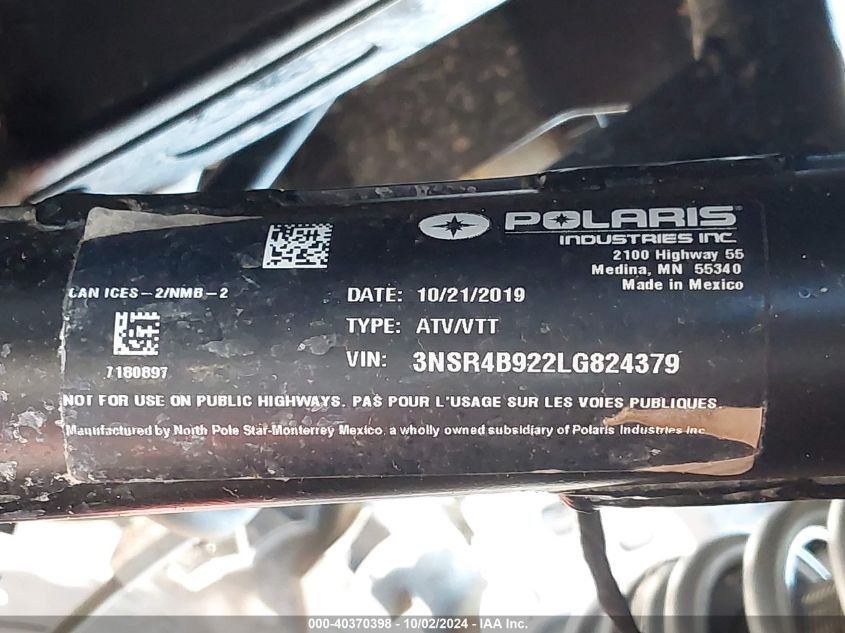 POLARIS
INDUSTRIES INC.
2100 Highway 55
Medina, MN 55340
Made in Mexico
CAN ICES-2/NMB-2
7180897
DATE: 10/21/2019
TYPE: ATV/VTT
VIN: 3NSR4B922LG824379
NOT FOR USE ON PUBLIC HIGHWAYS. PAS POUR L'USAGE SUR LES VOIES PUBLIQUES.
Manufactured by North Pole Star-Monterrey Mexico, a wholly owned subsidiary of Polaris Industries Inc.
000-40370398 - 10/02/2024 - IAA Inc.